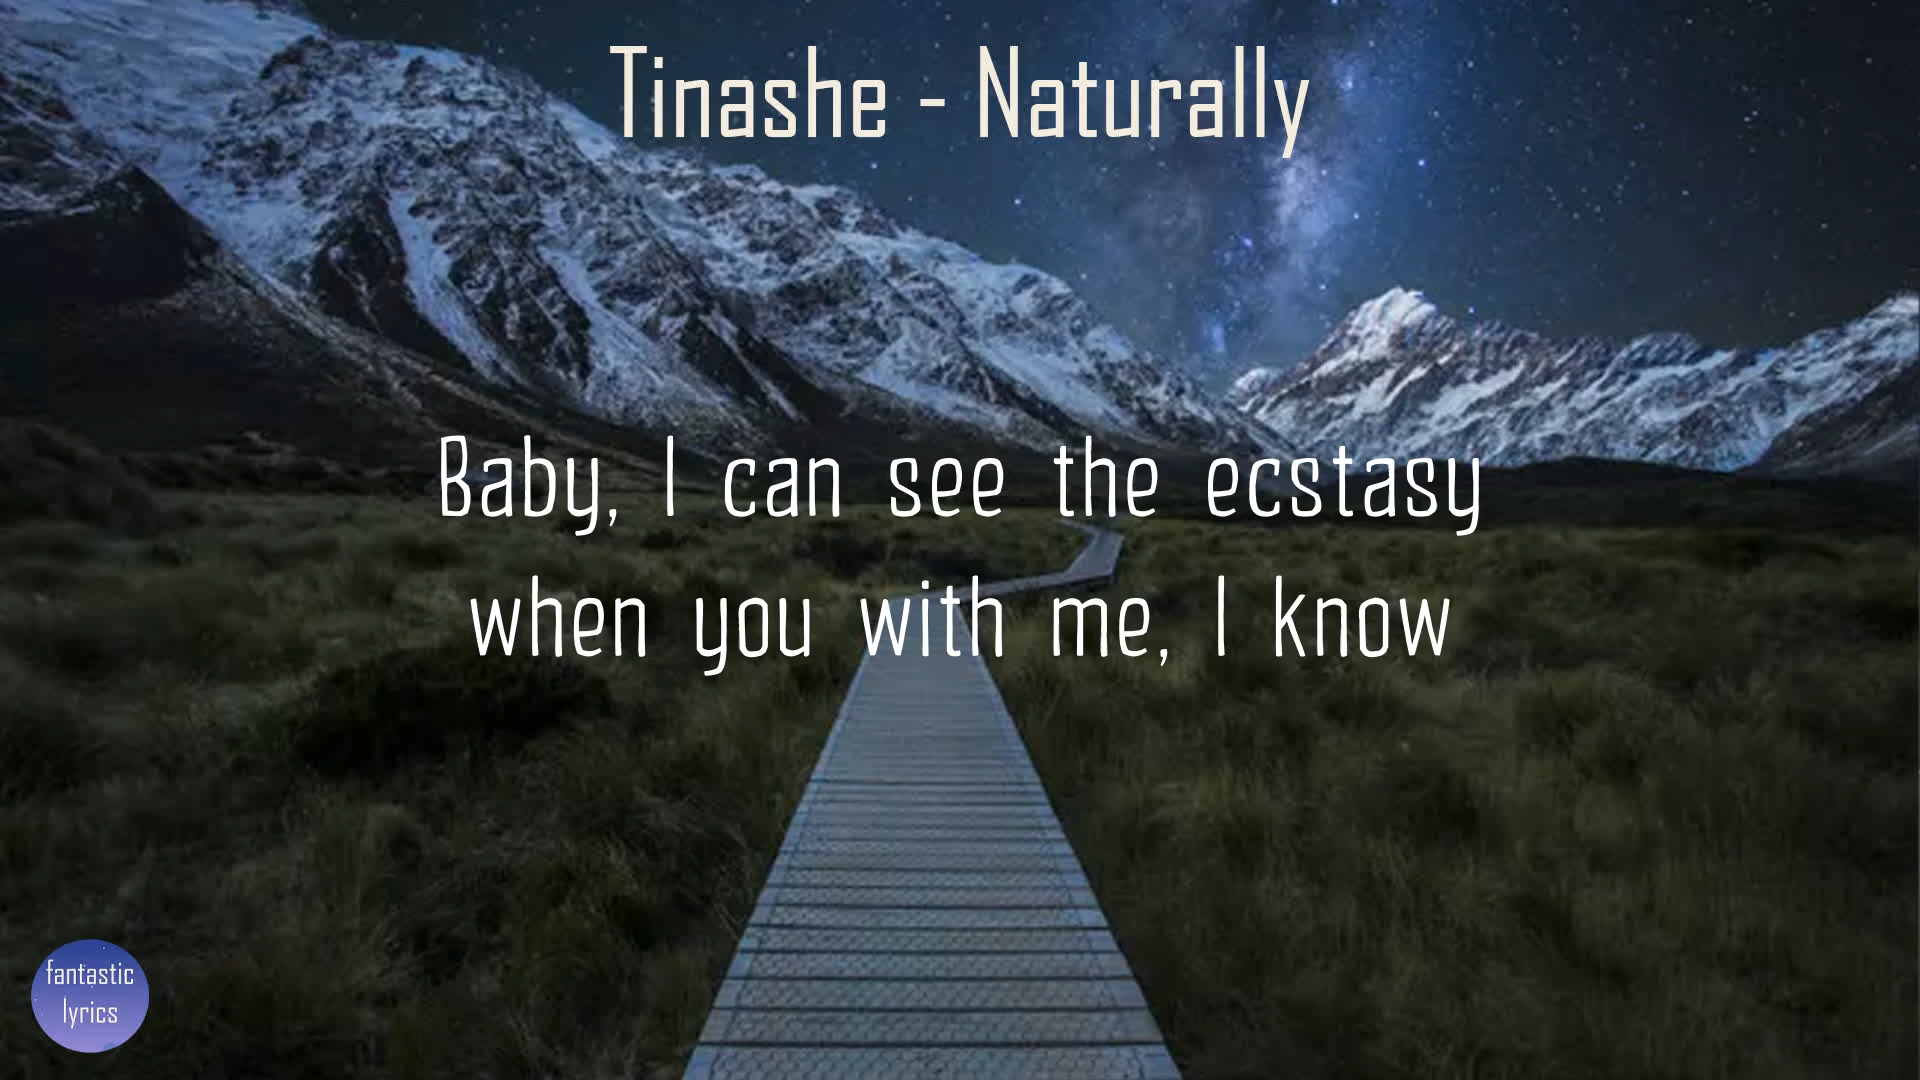 Tinashe - Naturally
Baby, I can see the ecstasy
when you with me, I know
fantastic
lyrics